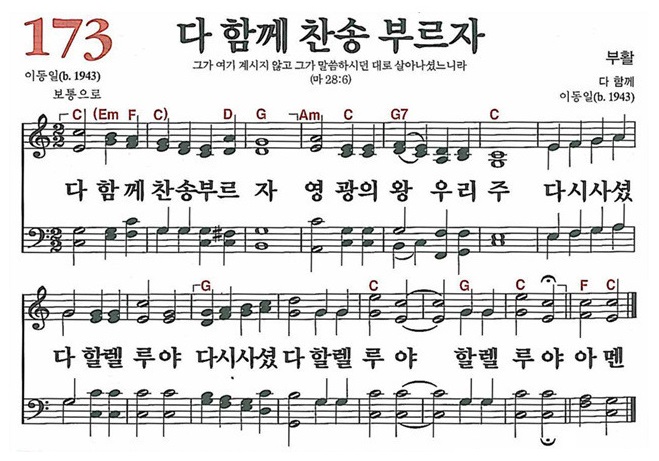 173
다 함께 찬송 부르자
그가 여기 계시지 않고 그가 말씀하시던 대로 살아나셨느니라
(마 28:6)
부활
이동일(b. 1943)
보통으로
다 함께
이동일(b. 1943)
C (Em F C) D G Am C G7 C
다 함 께 찬송부르 자 영 광의 왕 우리 주 다시사셨
G C G C F C
다 할렐 루야 다시사셨 다 할렐 루 야 할렐 루 야 아 멘